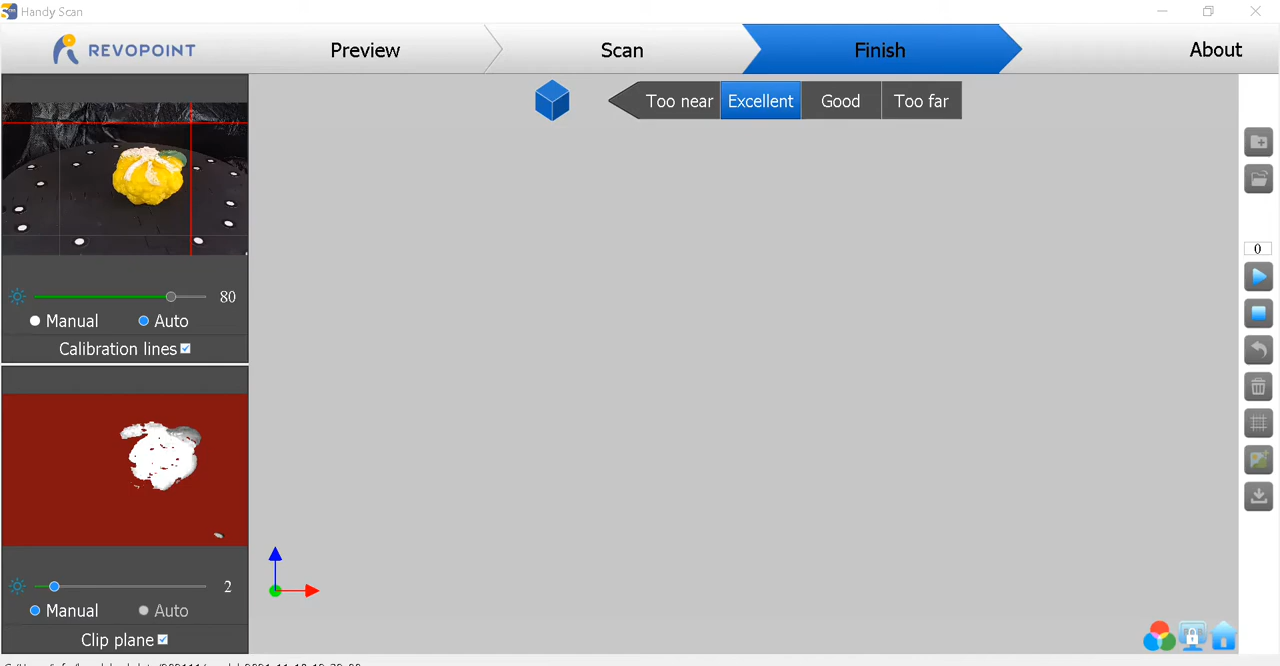 Handy Scan
REVOPOINT
Preview
Scan
Finish
About
Too near
Excellent
Good
Too far
0
80
Manual
Auto
Calibration lines
2
Manual
Auto
Clip plane